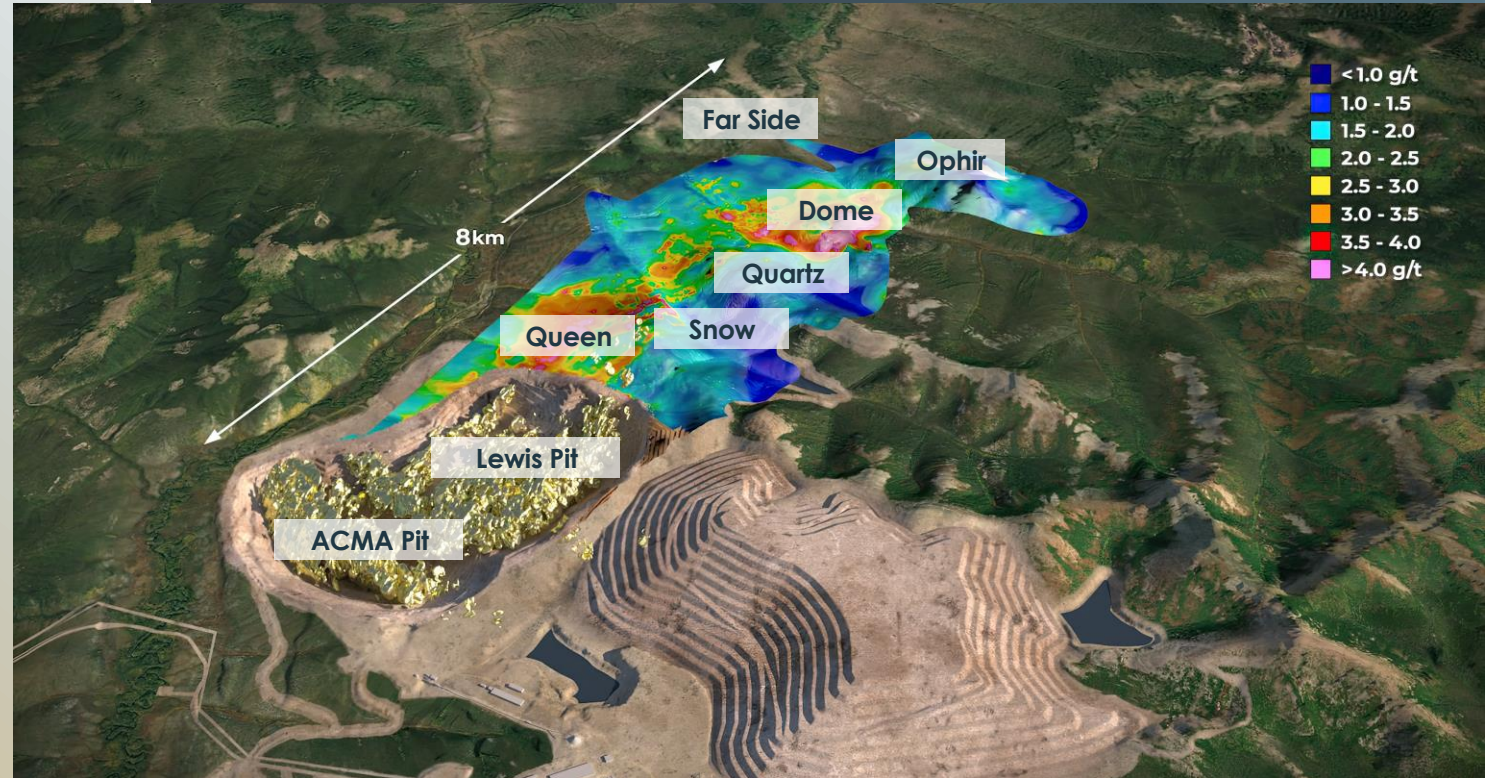 Far Side
Ophir
Dome
8km
Quartz
Snow
Queen
Lewis Pit
ACMA Pit
<1.0 g/t
1.0 - 1.5
1.5 - 2.0
2.0 - 2.5
2.5 - 3.0
3.0 - 3.5
3.5 - 4.0
>4.0 g/t